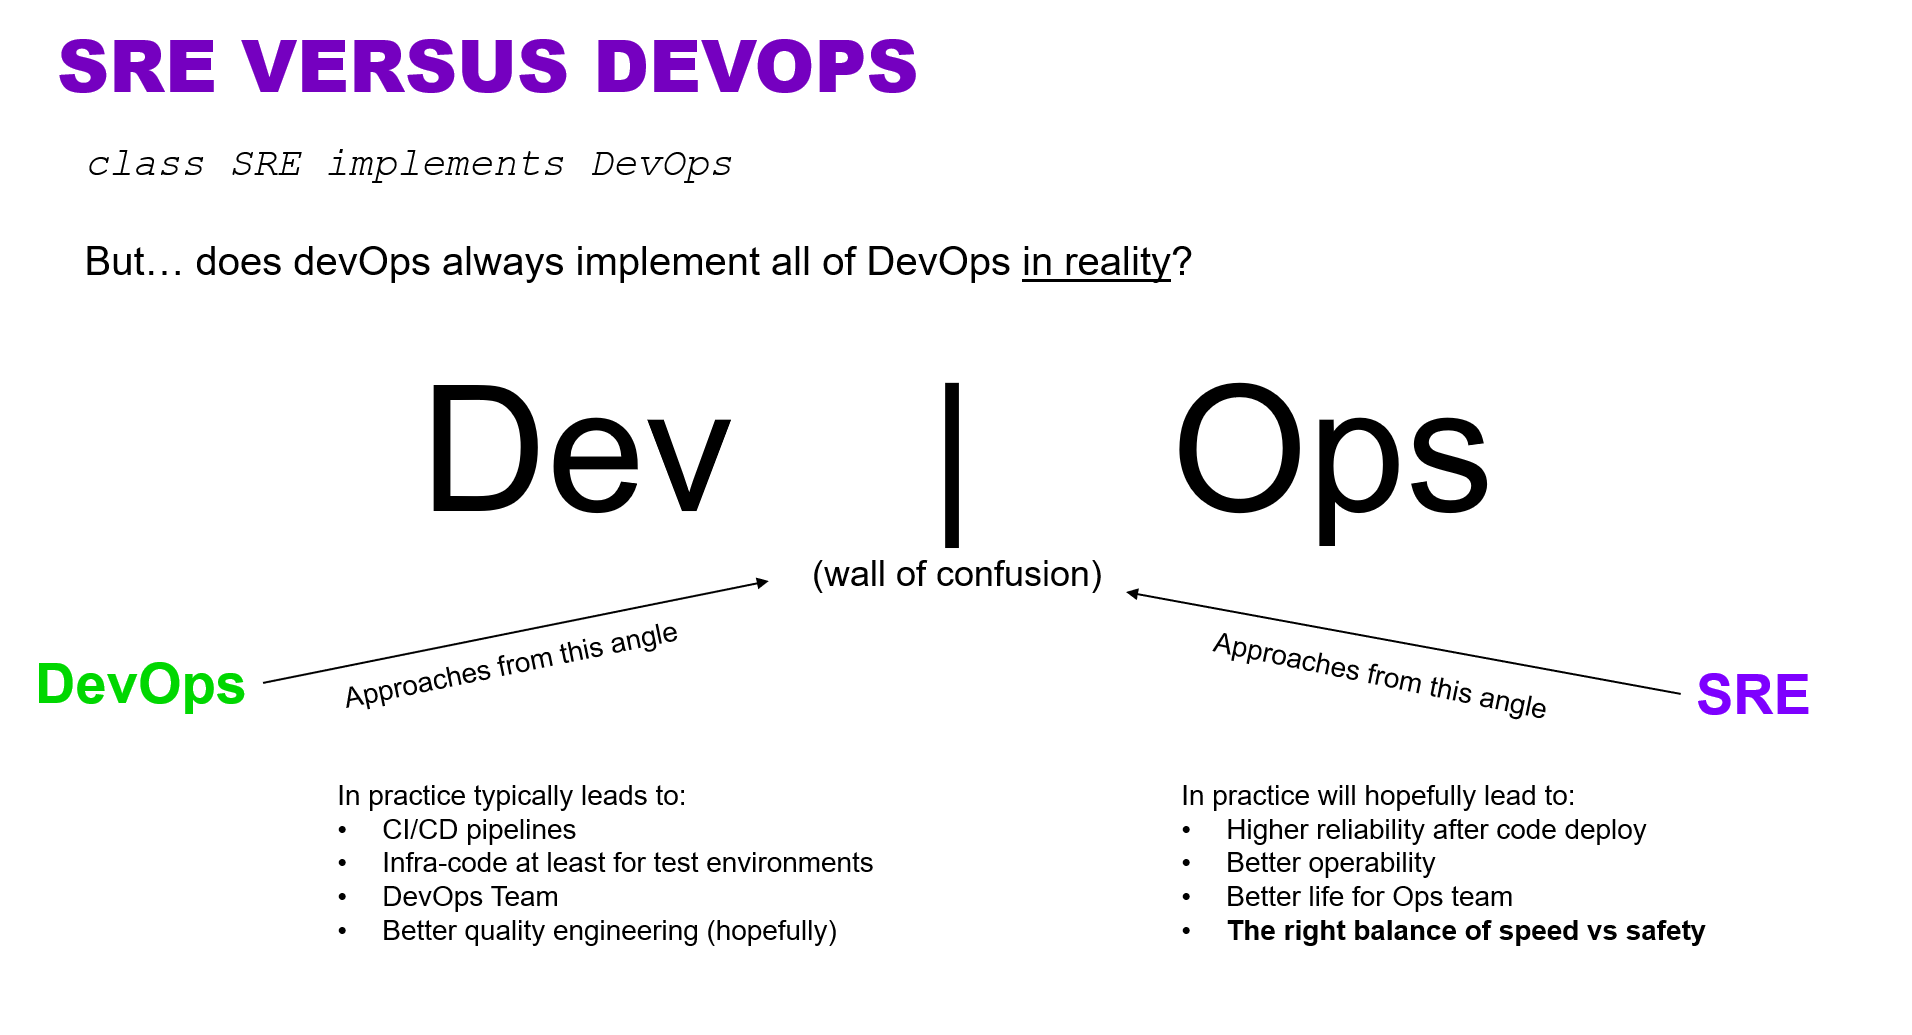 SRE VERSUS DEVOPS
class SRE implements DevOps
But… does devOps always implement all of DevOps in reality?
Dev | Ops
(wall of confusion)
DevOps
Approaches from this angle
Approaches from this angle
SRE
In practice typically leads to:
• CI/CD pipelines
• Infra-code at least for test environments
• DevOps Team
• Better quality engineering (hopefully)
In practice will hopefully lead to:
• Higher reliability after code deploy
• Better operability
• Better life for Ops team
• The right balance of speed vs safety